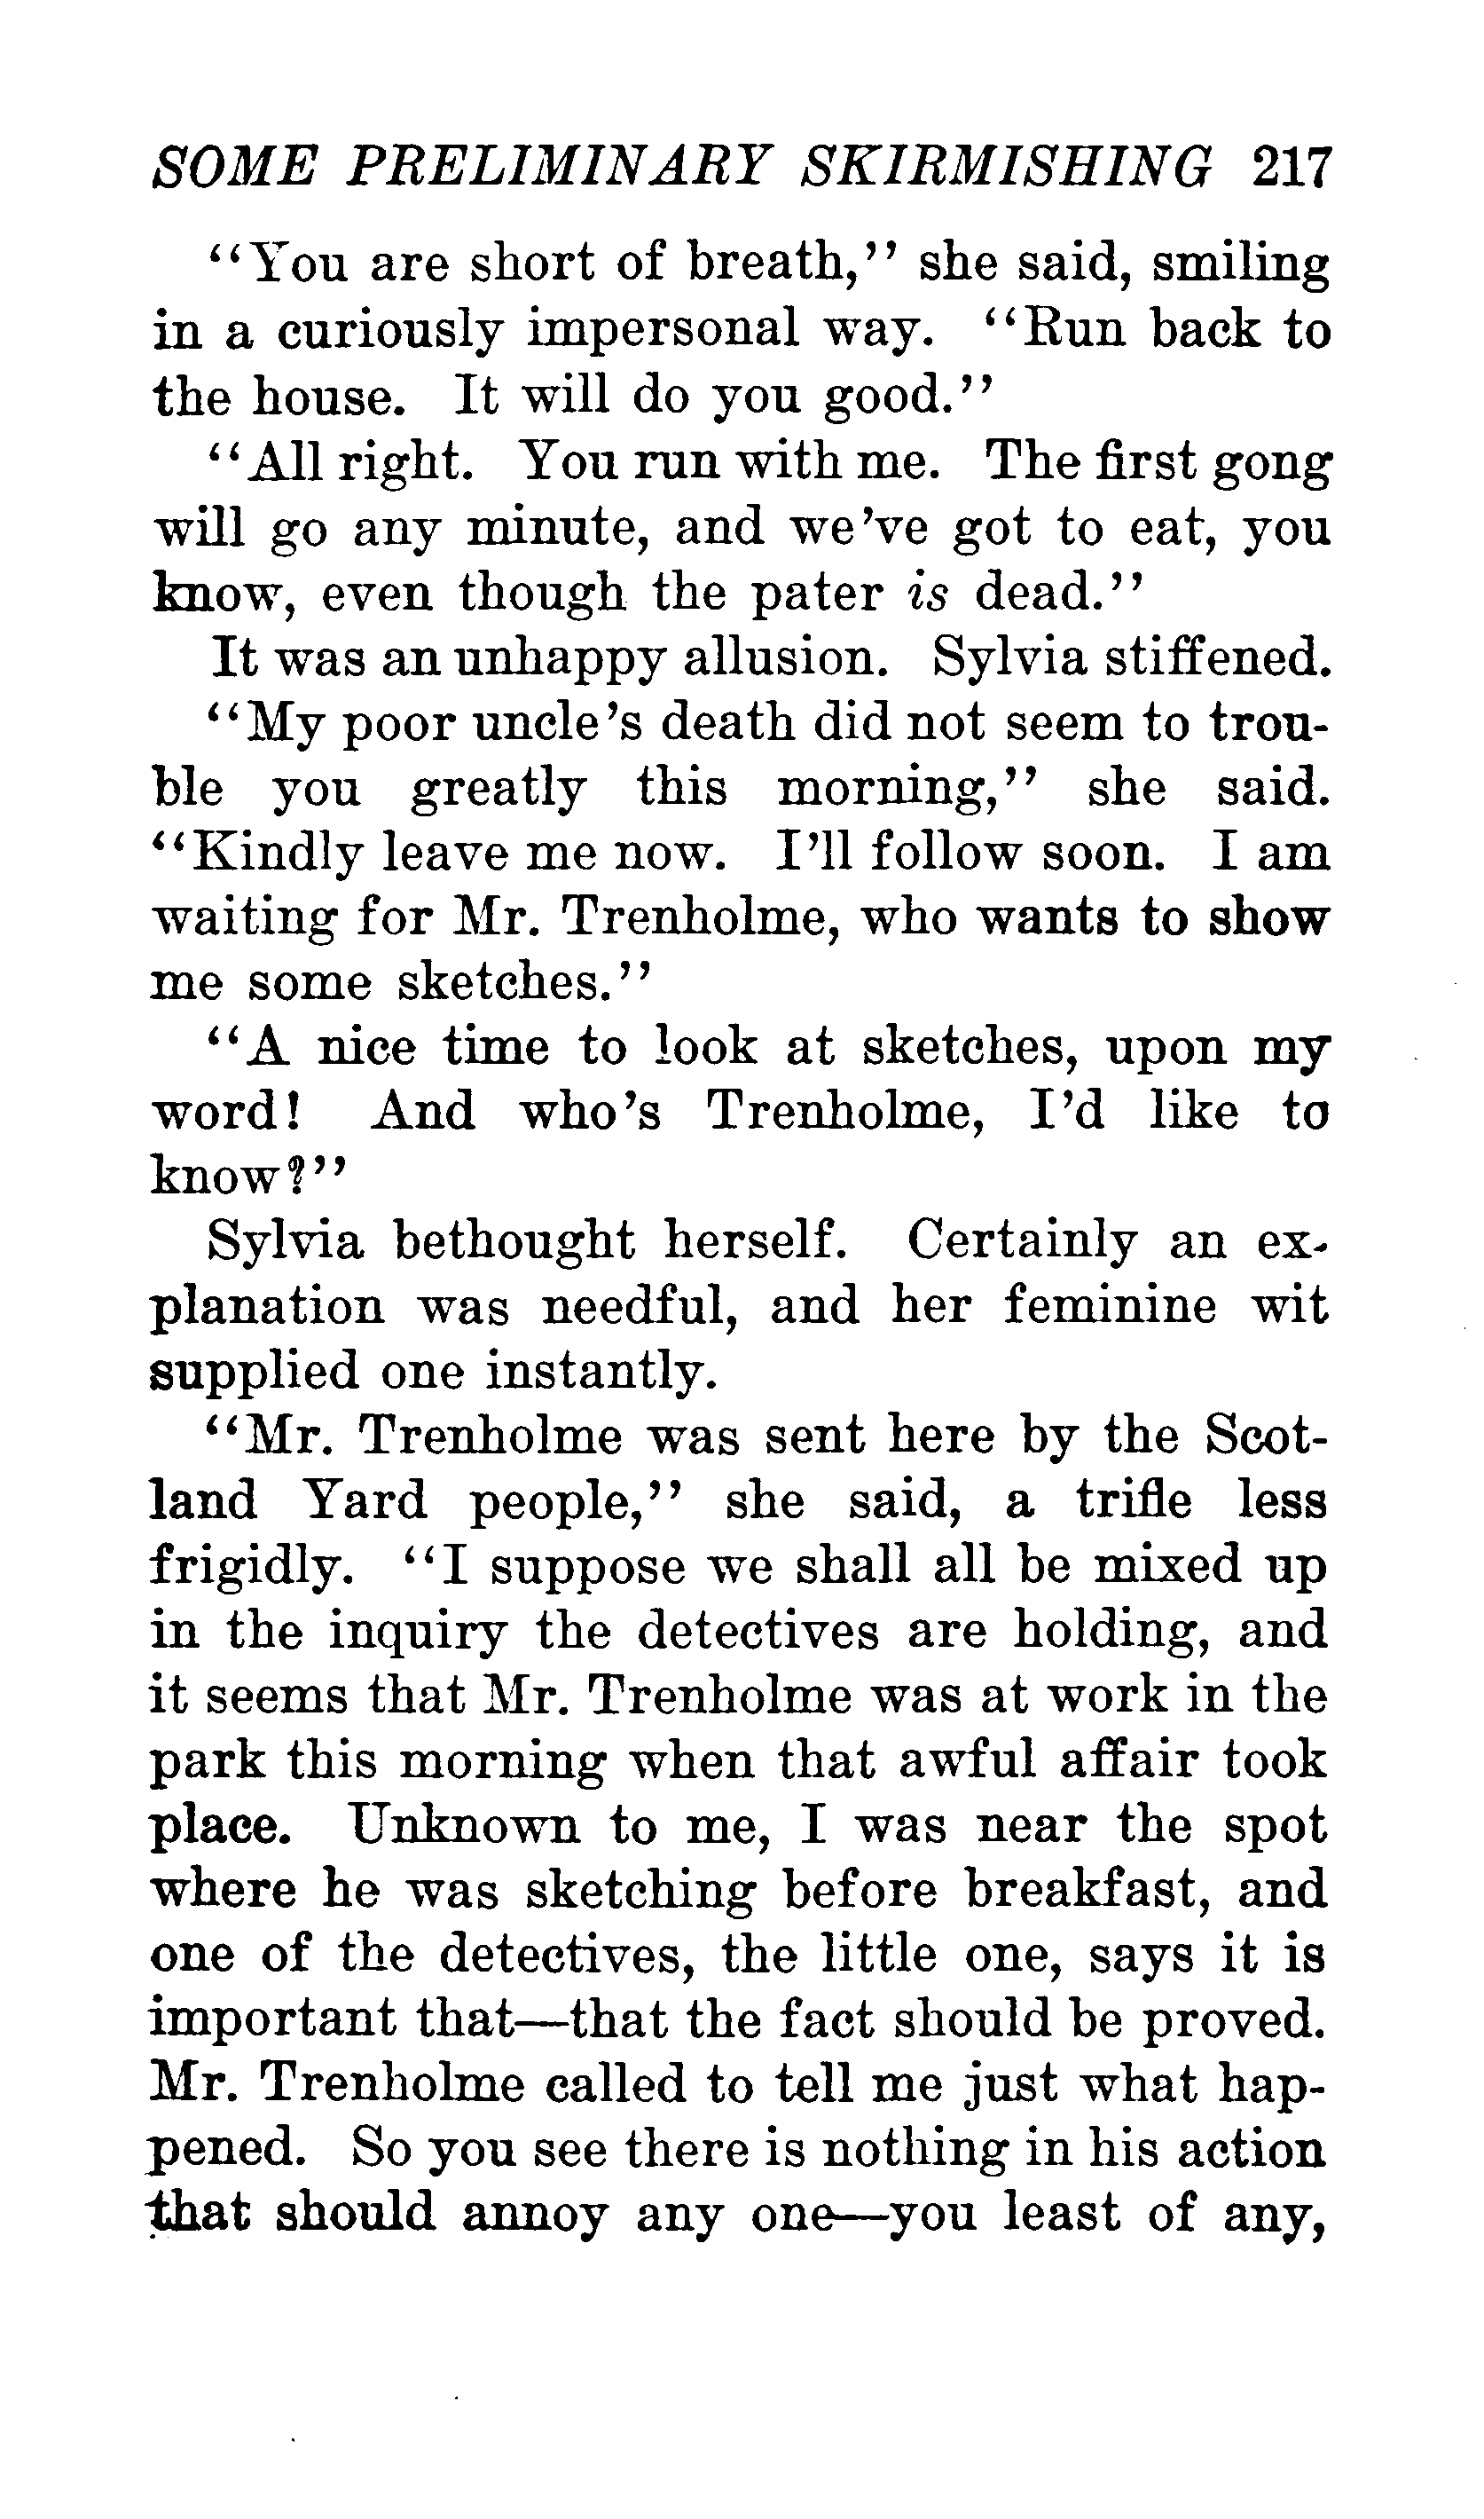 SOME PRELIMINARY SKIRMISHING 217
"You are short of breath," she said, smiling
in a curiously impersonal way. "Run back to
the house. It will do you good."
"All right. You run with me. The first gong
will go any minute, and we've got to eat, you
know, even though the pater is dead."
It was an unhappy allusion. Sylvia stiffened.
"My poor uncle's death did not seem to trou-
ble you greatly this morning," she said.
"Kindly leave me now. I'll follow soon. I am
waiting for Mr. Trenholme, who wants to show
me some sketches."
"A nice time to look at sketches, upon my
word! And who's Trenholme, I'd like to
know?"
Sylvia bethought herself. Certainly an ex-
planation was needful, and her feminine wit
supplied one instantly.
"Mr. Trenholme was sent here by the Scot-
land Yard people," she said, a trifle less
frigidly. "I suppose we shall all be mixed up
in the inquiry the detectives are holding, and
it seems that Mr. Trenholme was at work in the
park this morning when that awful affair took
place. Unknown to me, I was near the spot
where he was sketching before breakfast, and
one of the detectives, the little one, says it is
important that—that the fact should be proved.
Mr. Trenholme called to tell me just what hap-
pened. So you see there is nothing in his action
that should annoy any one—you least of any,